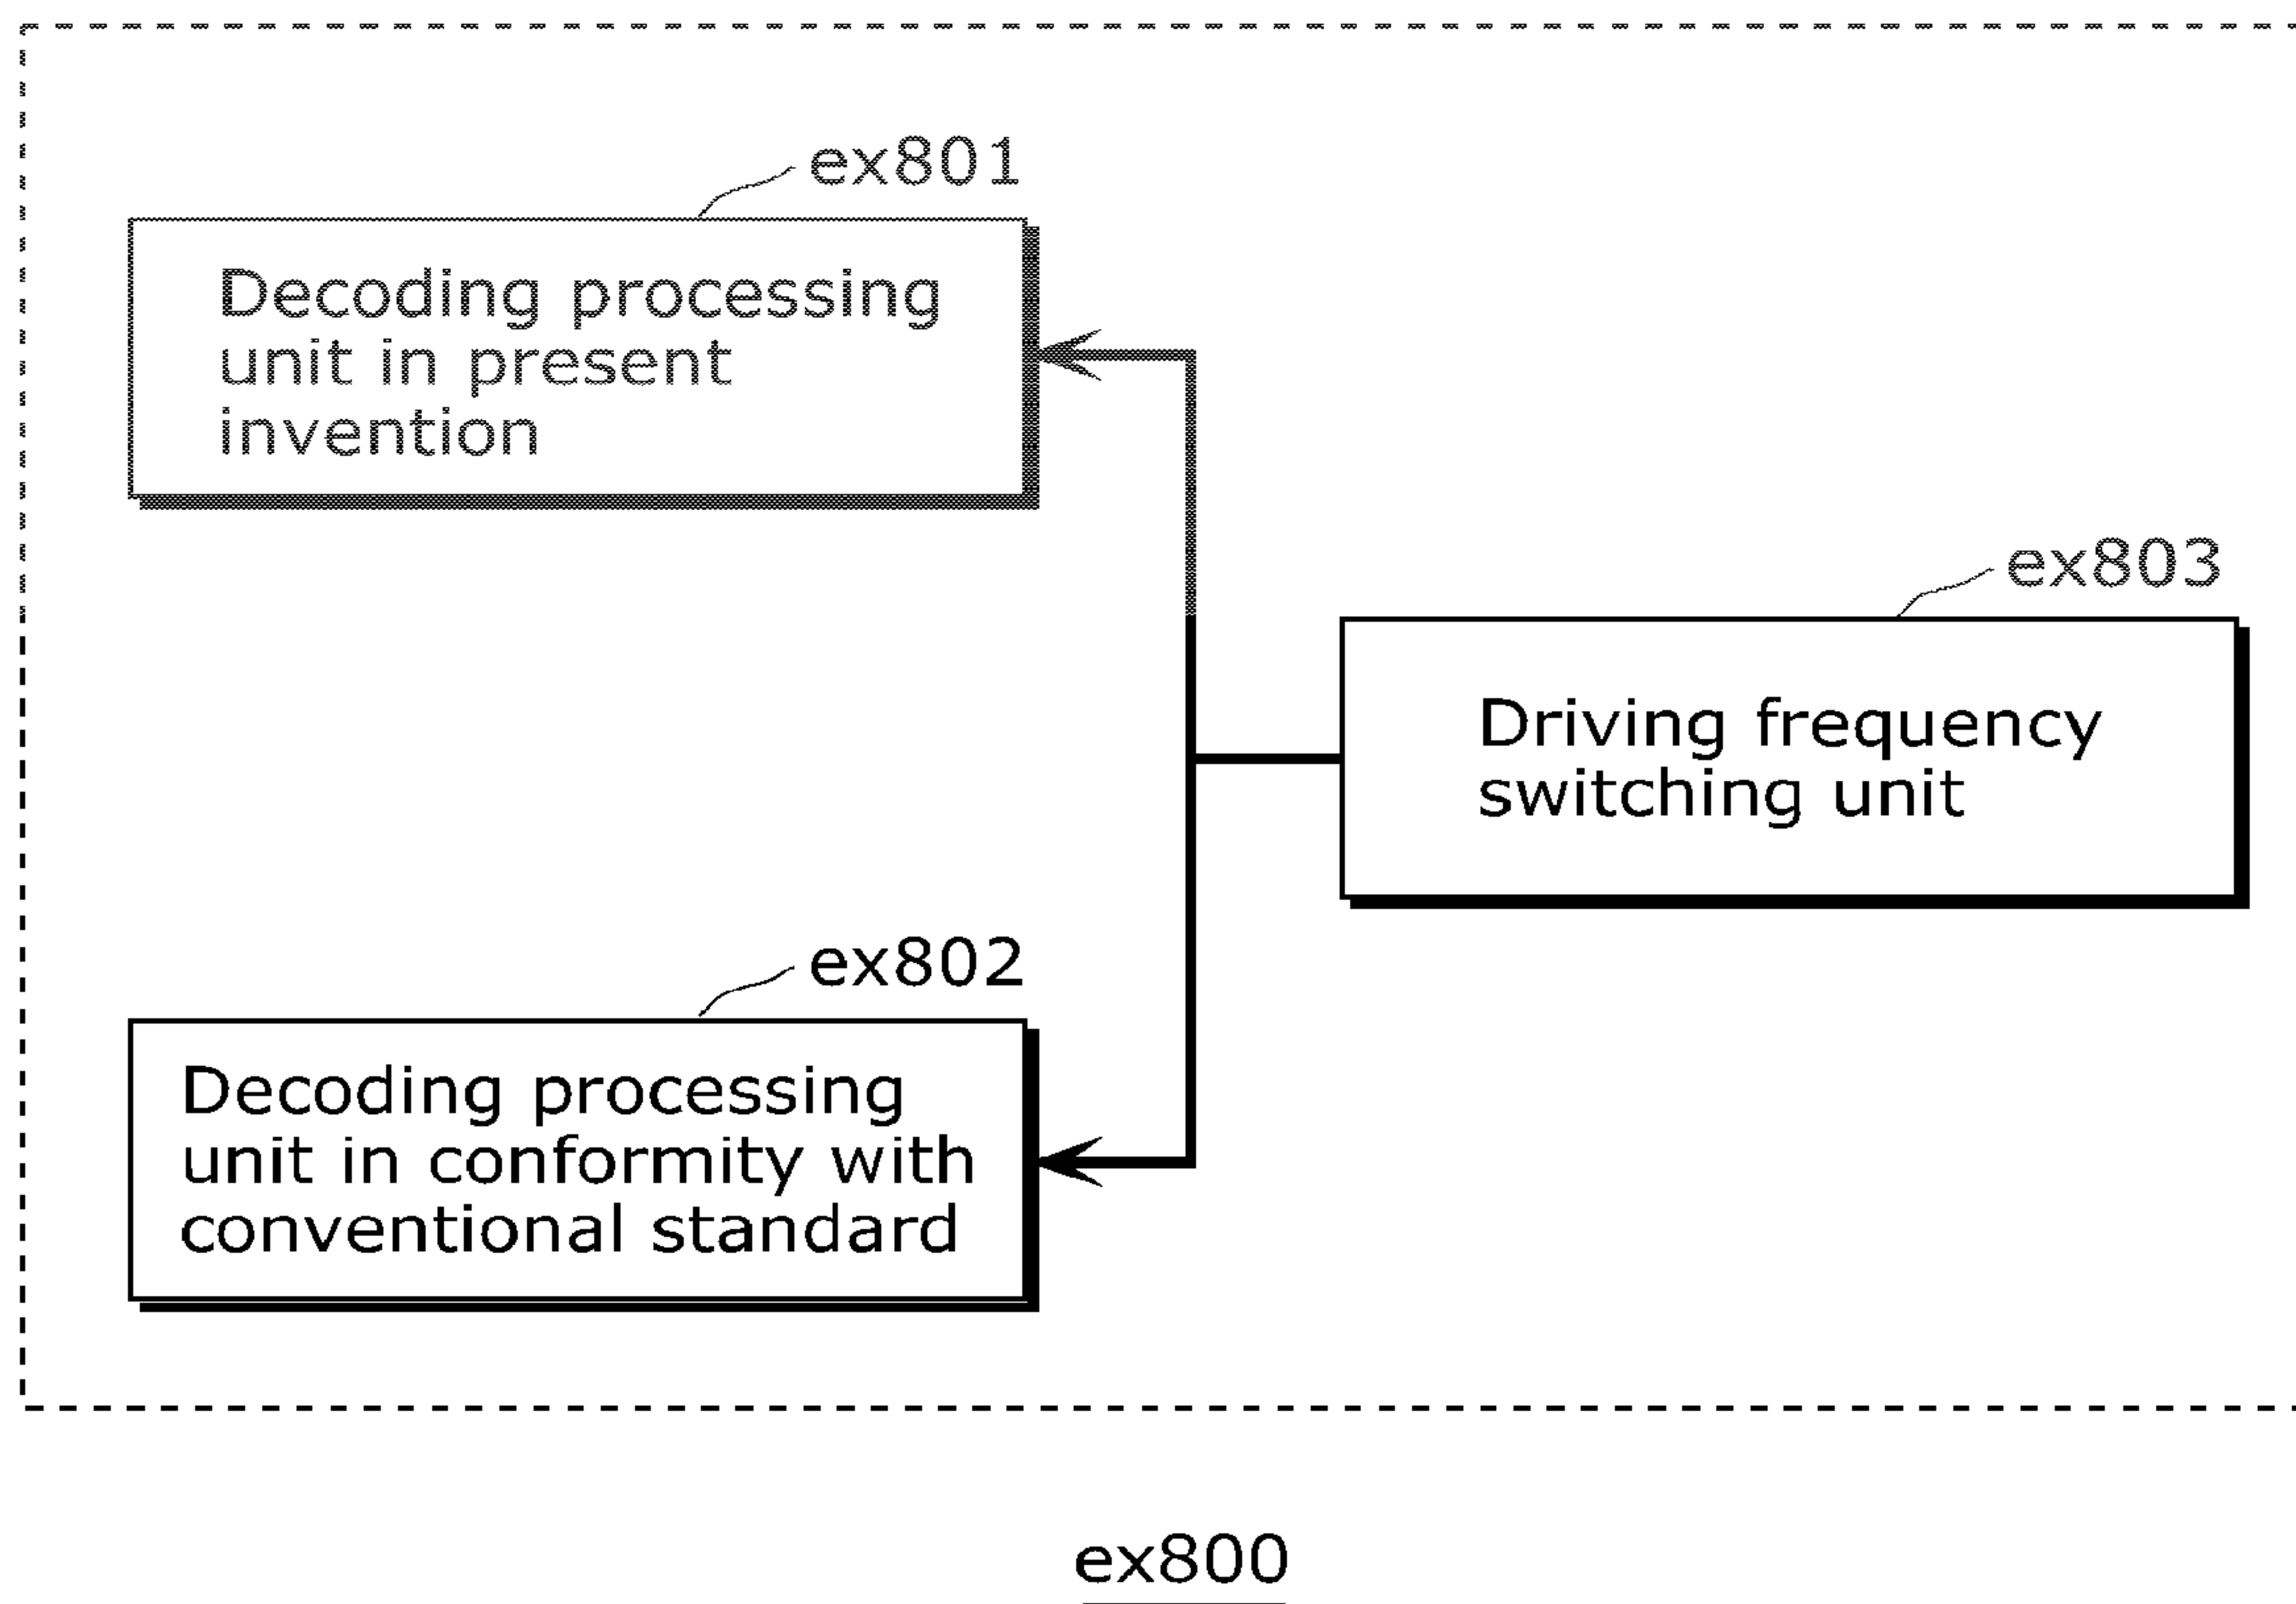 ex801
Decoding processing
unit in present
invention
ex803
Driving frequency
switching unit
ex802
Decoding processing
unit in conformity with
conventional standard
ex800